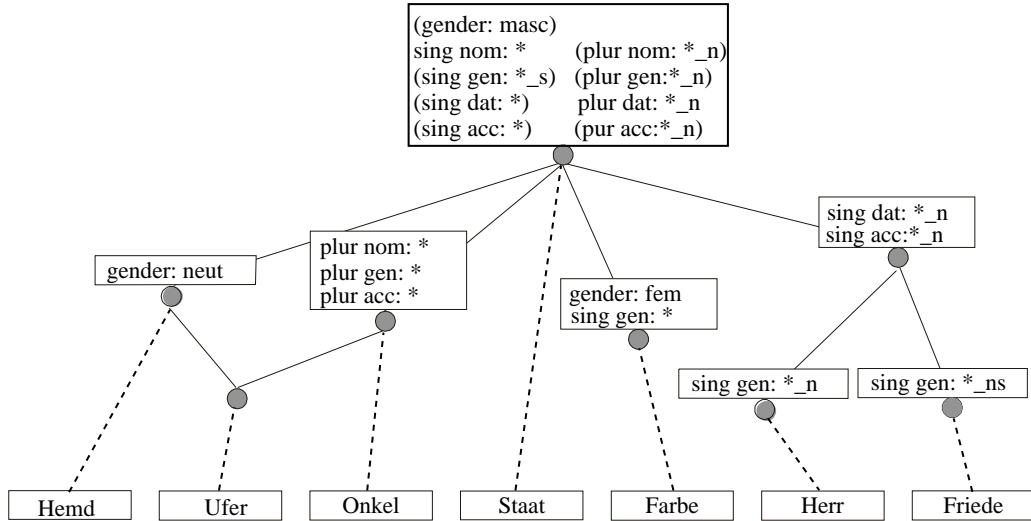 (gender: masc)
sing nom: * (plur nom: *_n)
(sing gen: *_s) (plur gen:*_n)
(sing dat: *) plur dat: *_n
(sing acc: *) (pur acc:*_n)
sing dat: *_n
sing acc:*_n
plur nom: *
plur gen: *
plur acc: *
gender: neut
gender: fem
sing gen: *
sing gen: *_n
sing gen: *_ns
Hemd
Ufer
Onkel
Staat
Farbe
Herr
Friede